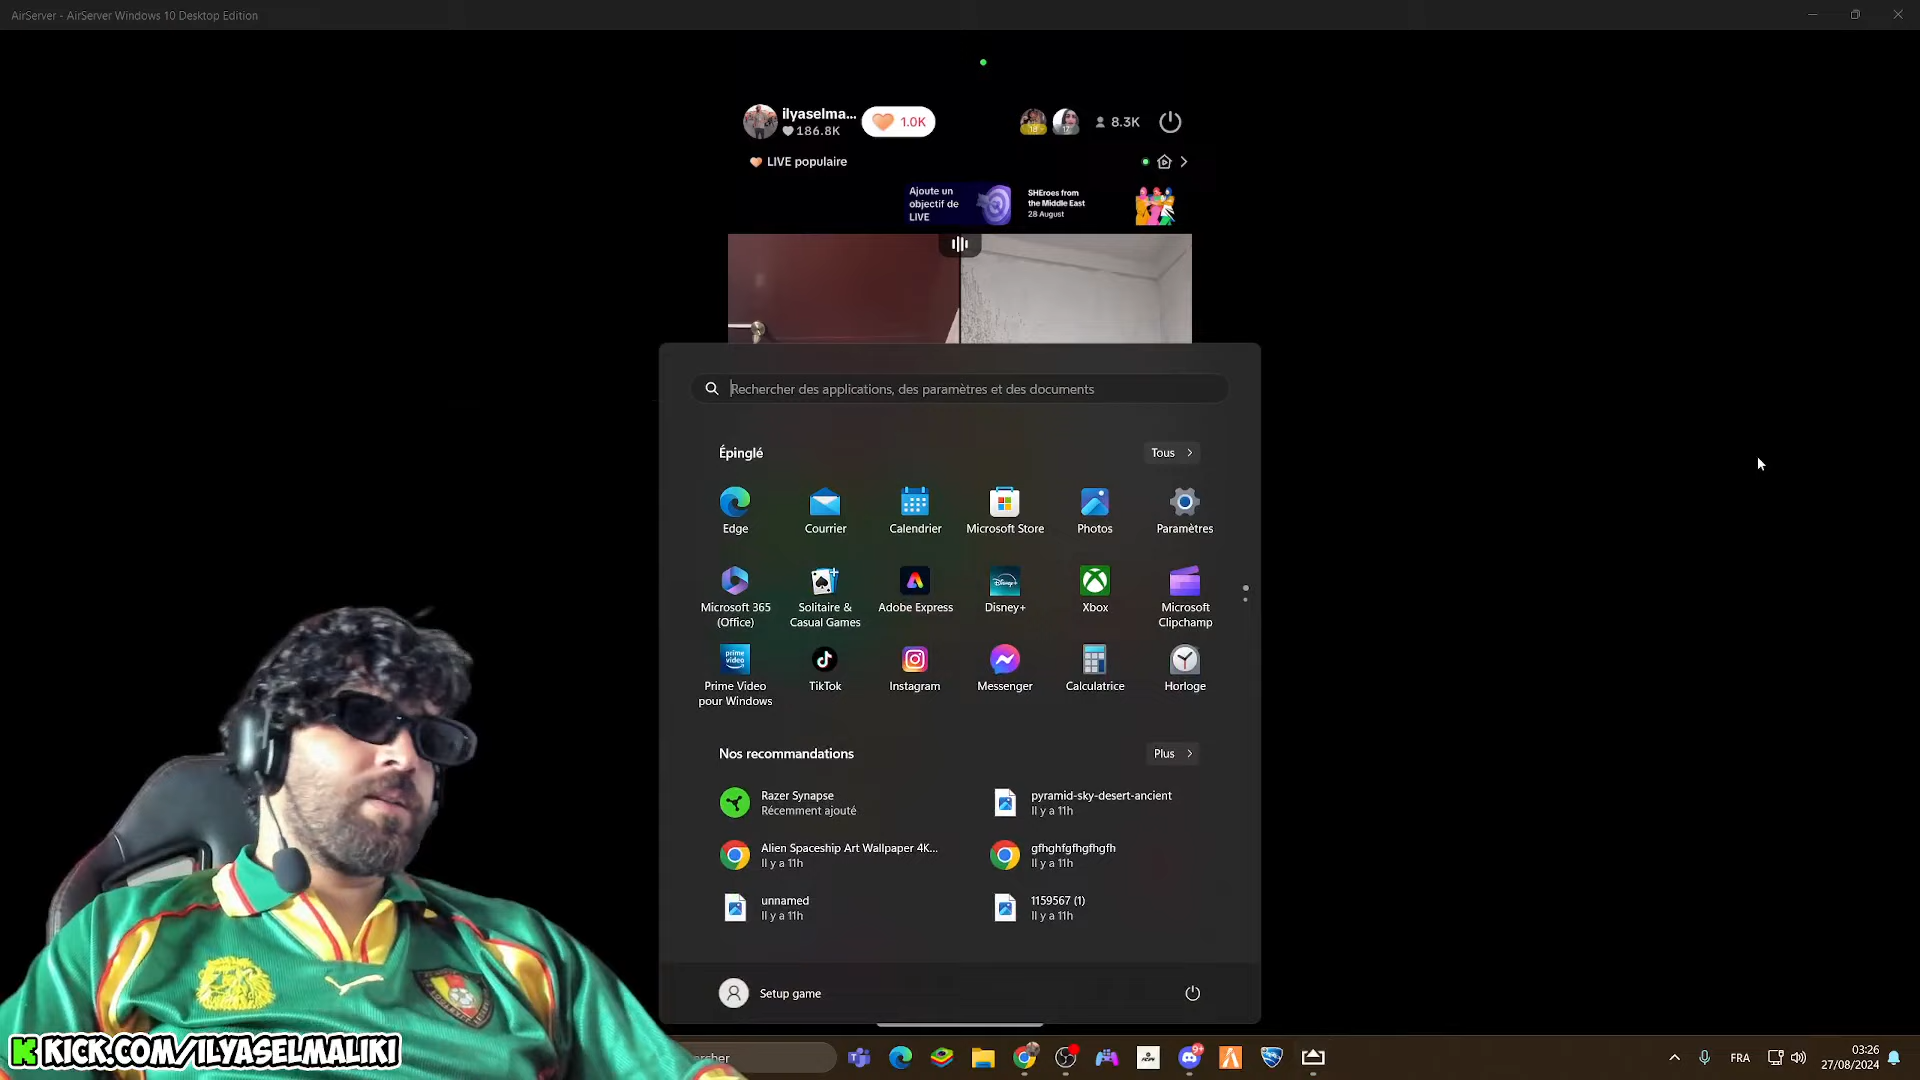 AirServer - AirServer Windows 10 Desktop Edition
ilyaselma...
186.8K
1.0K
8.3K
LIVE populaire
Ajoute un
objectif de
LIVE
SHEroes from
the Middle East
28 August
Rechercher des applications, des paramètres et des documents
Épinglé
Tous
Edge
Courrier
Calendrier
Microsoft Store
Photos
Paramètres
Microsoft 365
(Office)
Solitaire &
Casual Games
Adobe Express
Disney+
Xbox
Microsoft
Clipchamp
prime
video
Prime Video
pour Windows
TikTok
Instagram
Messenger
Calculatrice
Horloge
Nos recommandations
Plus
Razer Synapse
Récemment ajouté
pyramid-sky-desert-ancient
Il y a 11h
Alien Spaceship Art Wallpaper 4K...
Il y a 11h
gfhghfgfhgfhgfh
Il y a 11h
unnamed
Il y a 11h
1159567 (1)
Il y a 11h
Setup game
KICK.COM/ILYASELMALIKI
rcher
FRA
03:26
27/08/2024